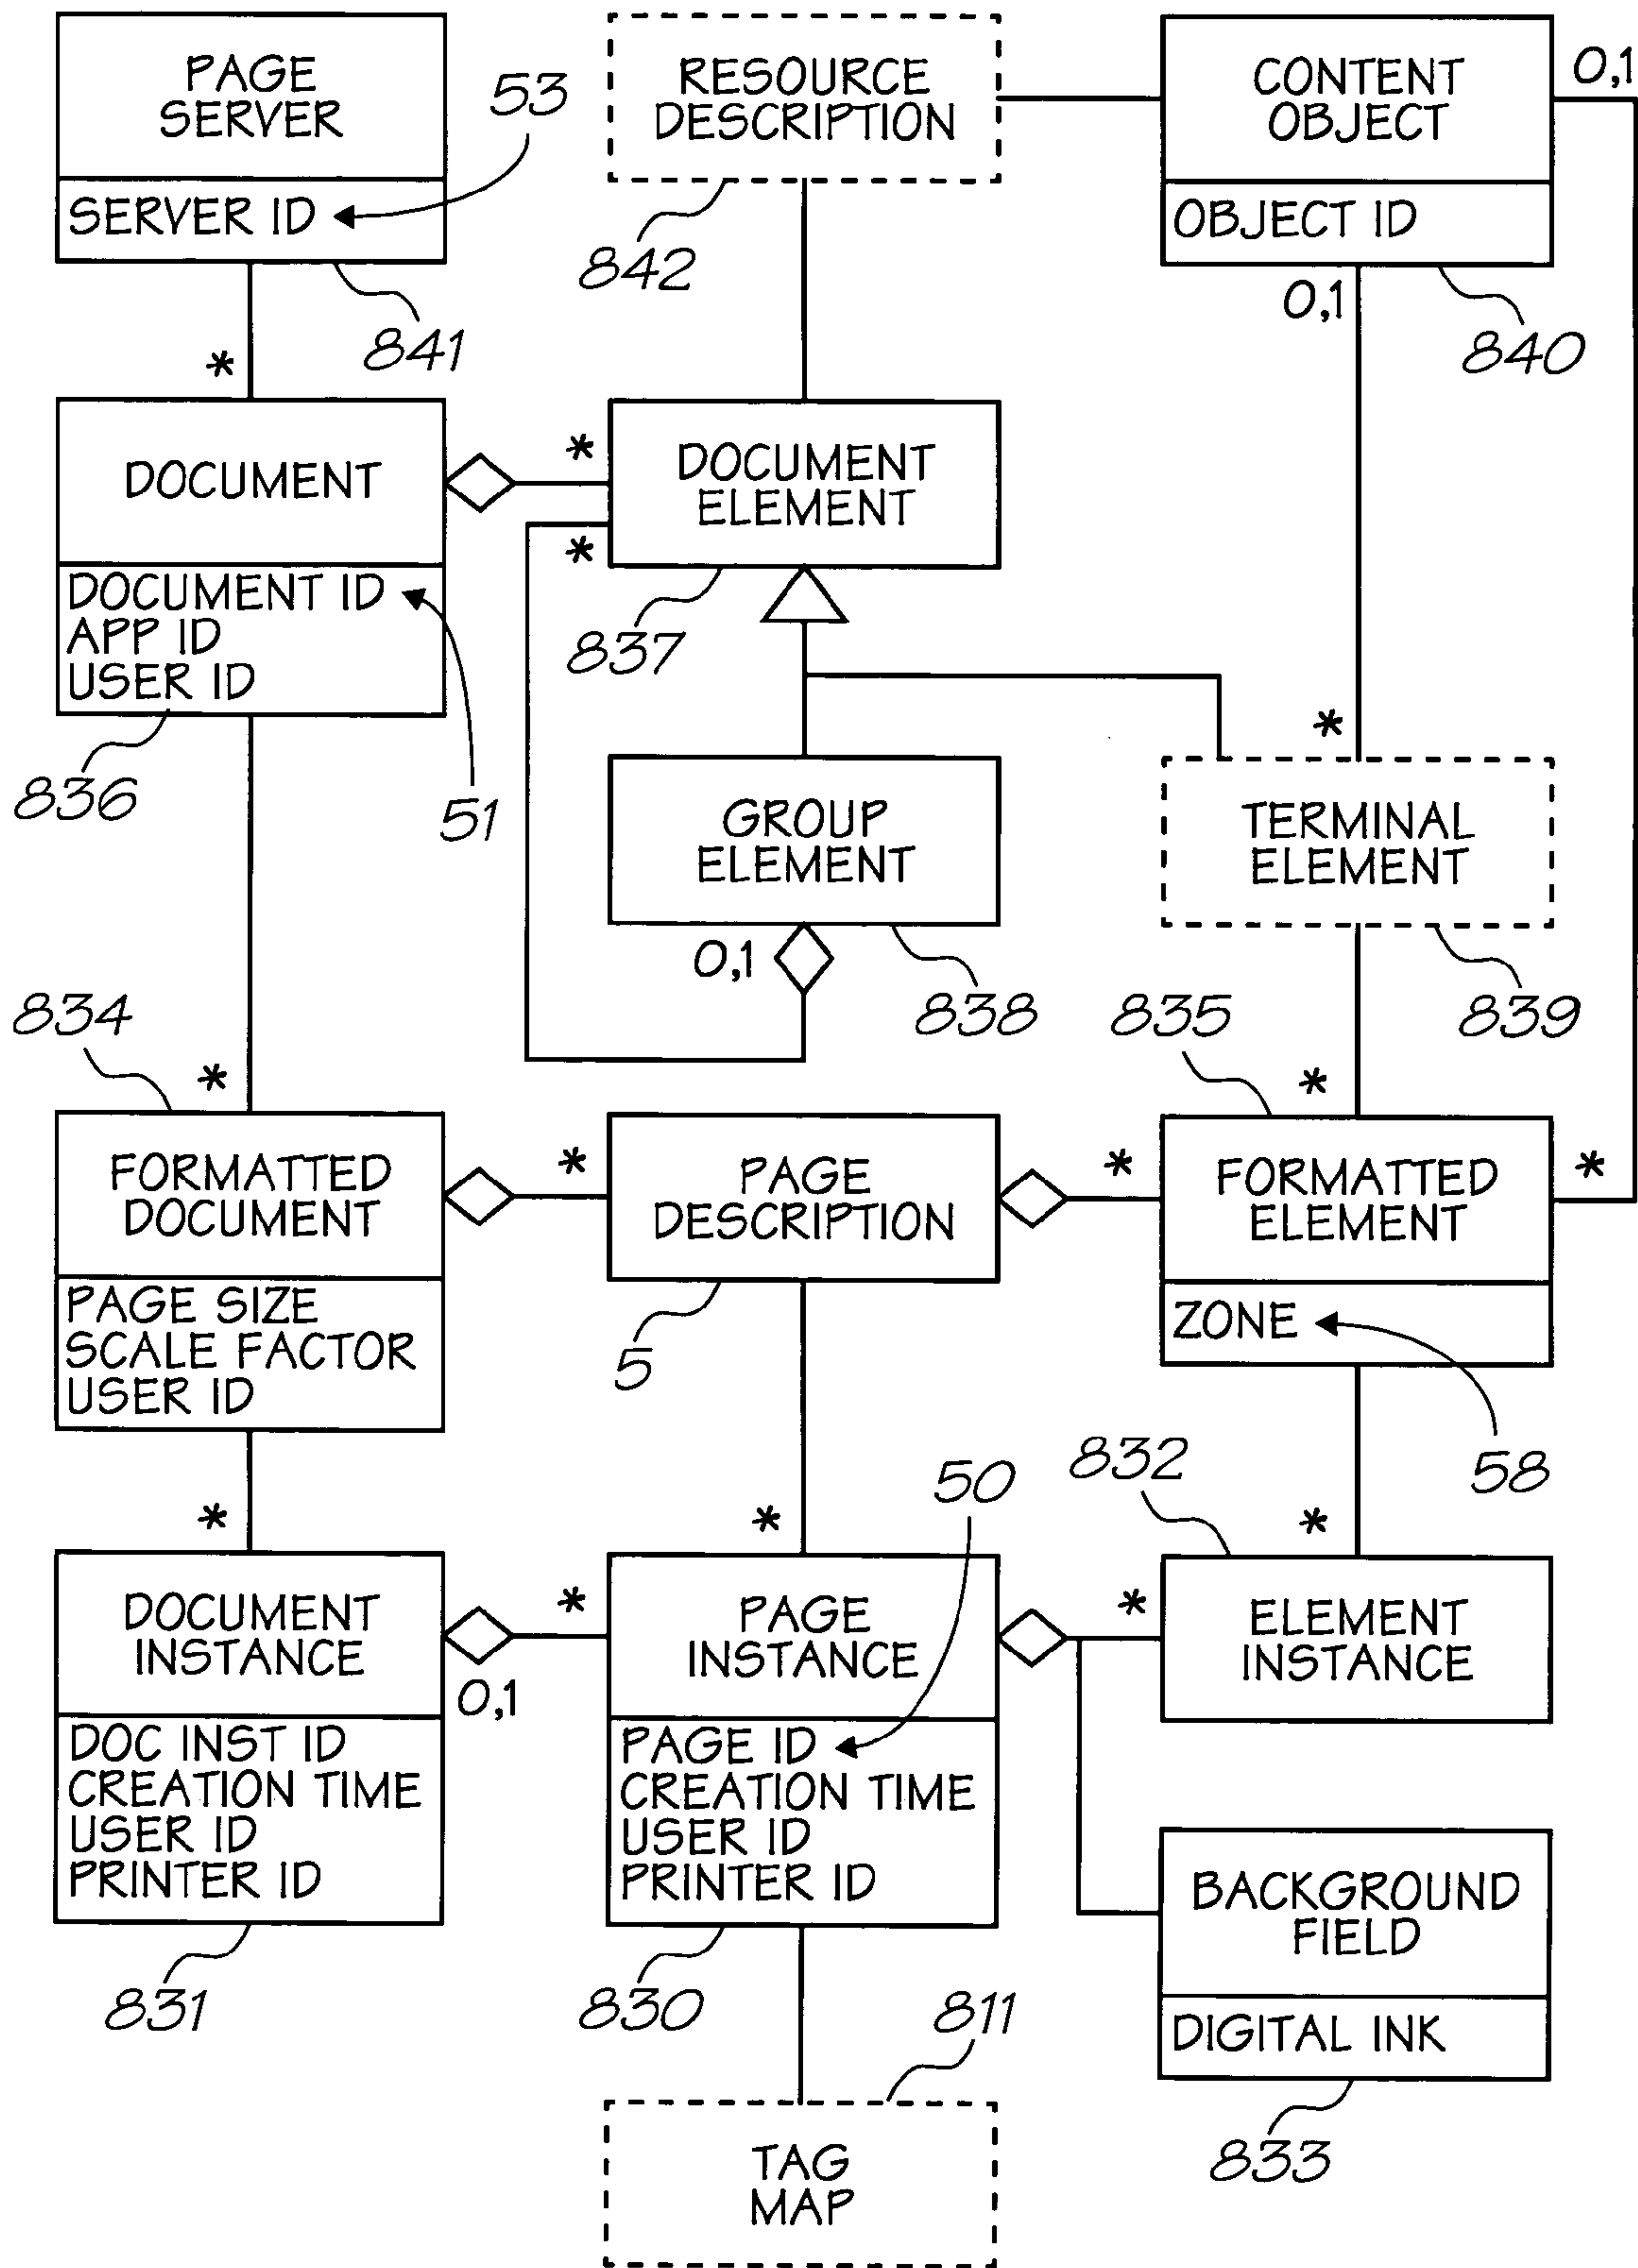 PAGE
SERVER
SERVER ID
53
841
RESOURCE
DESCRIPTION
842
CONTENT
OBJECT
OBJECT ID
0,1
0,1
840
*
DOCUMENT
DOCUMENT ID
APP ID
USER ID
836
51
*
*
DOCUMENT
ELEMENT
837
GROUP
ELEMENT
0,1
838
*
TERMINAL
ELEMENT
839
834
*
FORMATTED
DOCUMENT
PAGE SIZE
SCALE FACTOR
USER ID
*
PAGE
DESCRIPTION
5
835
*
*
*
FORMATTED
ELEMENT
ZONE
58
*
DOCUMENT
INSTANCE
0,1
DOC INST ID
CREATION TIME
USER ID
PRINTER ID
831
*
*
50
PAGE
INSTANCE
PAGE ID
CREATION TIME
USER ID
PRINTER ID
830
832
*
*
ELEMENT
INSTANCE
BACKGROUND
FIELD
DIGITAL INK
833
811
TAG
MAP